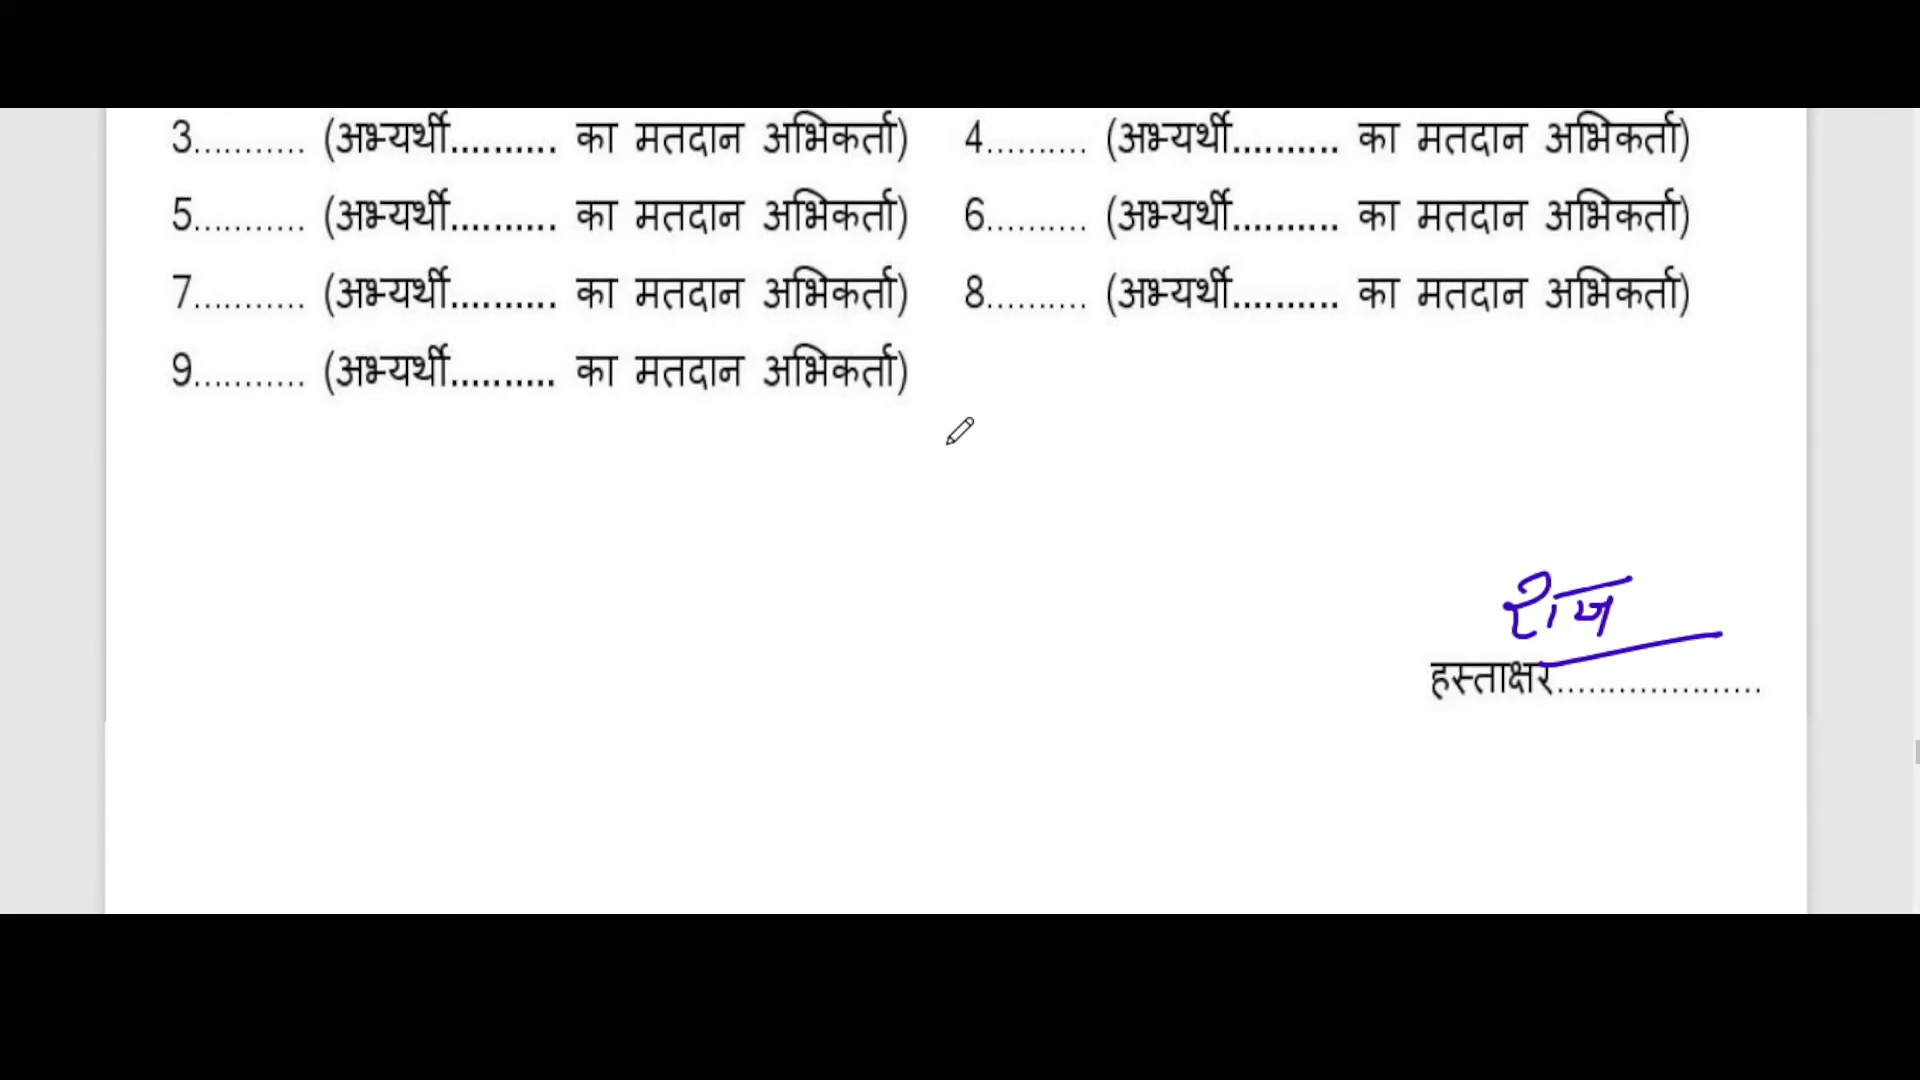 3........... (अभ्यर्थी.......... का मतदान अभिकर्ता) 4.......... (अभ्यर्थी.......... का मतदान अभिकर्ता)
5........... (अभ्यर्थी.......... का मतदान अभिकर्ता) 6.......... (अभ्यर्थी.......... का मतदान अभिकर्ता)
7........... (अभ्यर्थी.......... का मतदान अभिकर्ता) 8.......... (अभ्यर्थी.......... का मतदान अभिकर्ता)
9........... (अभ्यर्थी.......... का मतदान अभिकर्ता)
राज
हस्ताक्षर....................